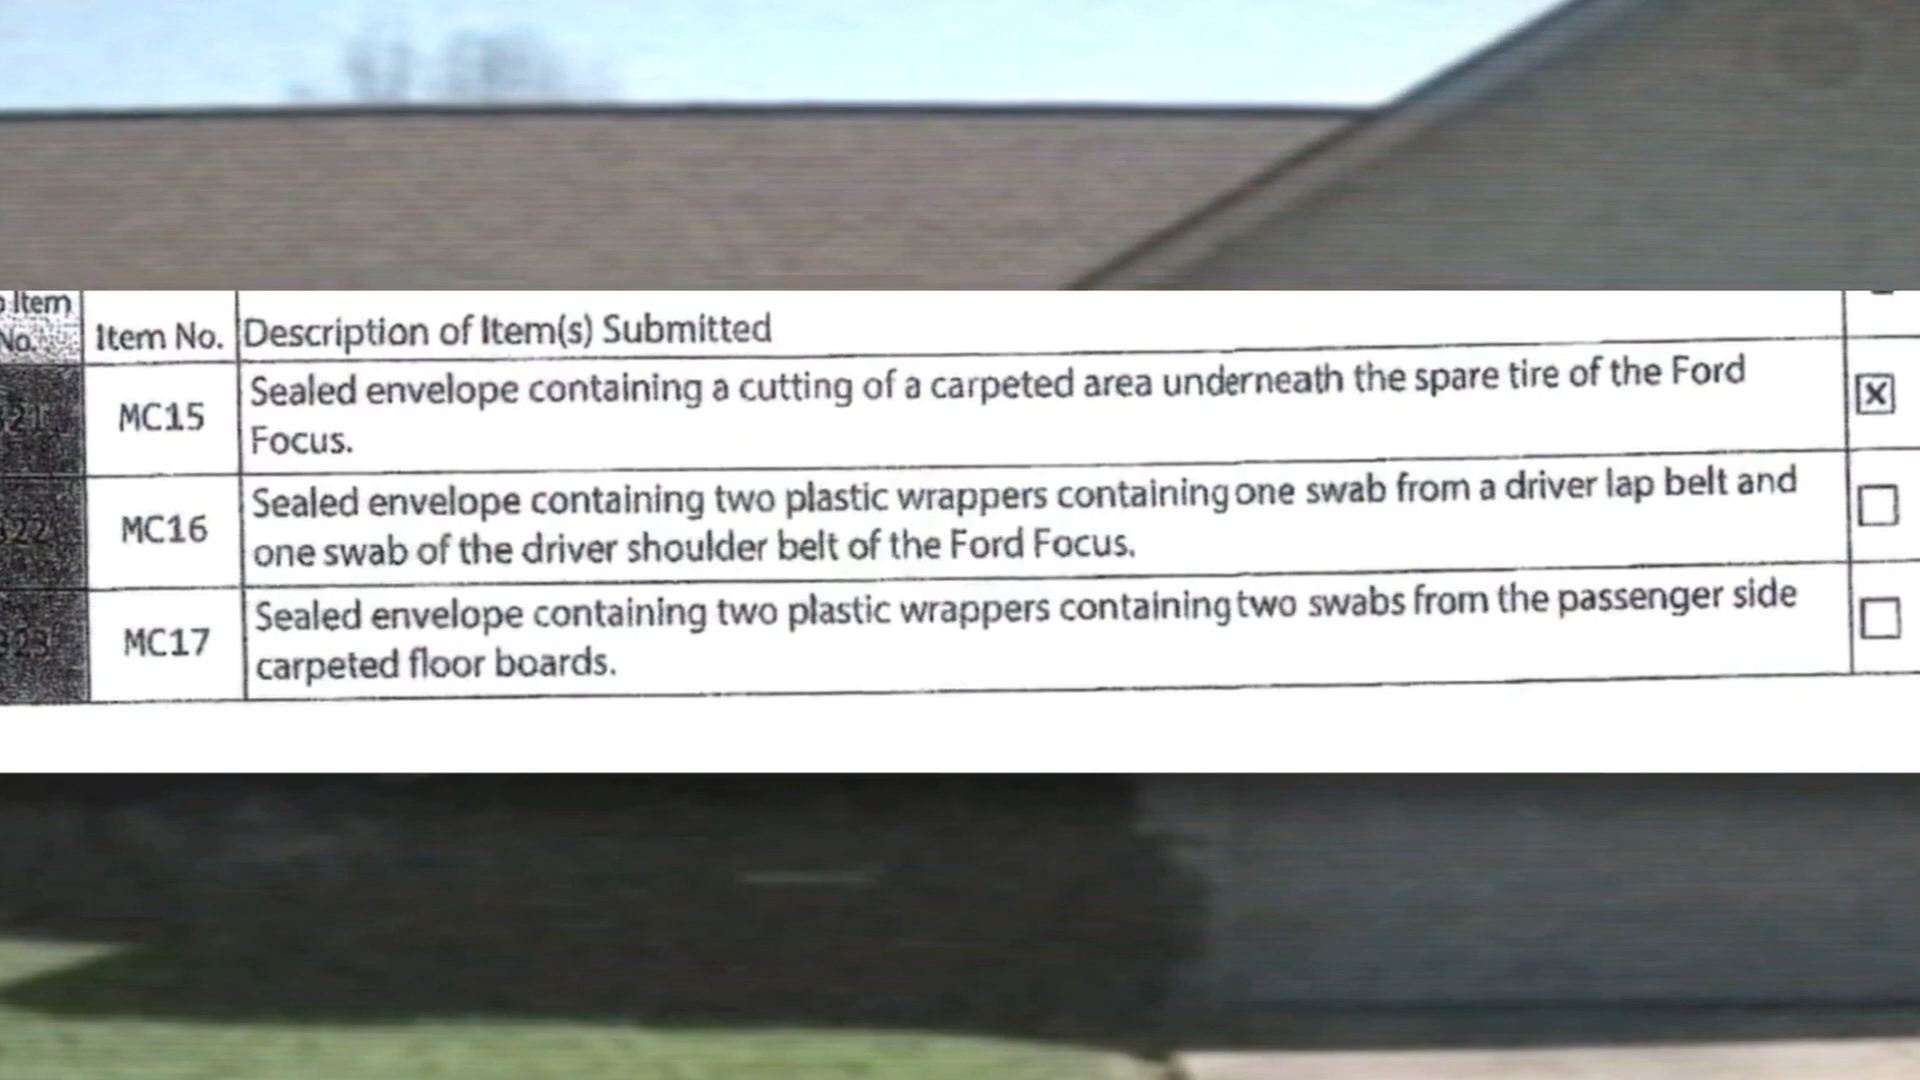 Item
No.
Item No.
Description of Item(s) Submitted
MC15
Sealed envelope containing a cutting of a carpeted area underneath the spare tire of the Ford
Focus.
22
MC16
Sealed envelope containing two plastic wrappers containing one swab from a driver lap belt and
one swab of the driver shoulder belt of the Ford Focus.
MC17
Sealed envelope containing two plastic wrappers containing two swabs from the passenger side
carpeted floor boards.